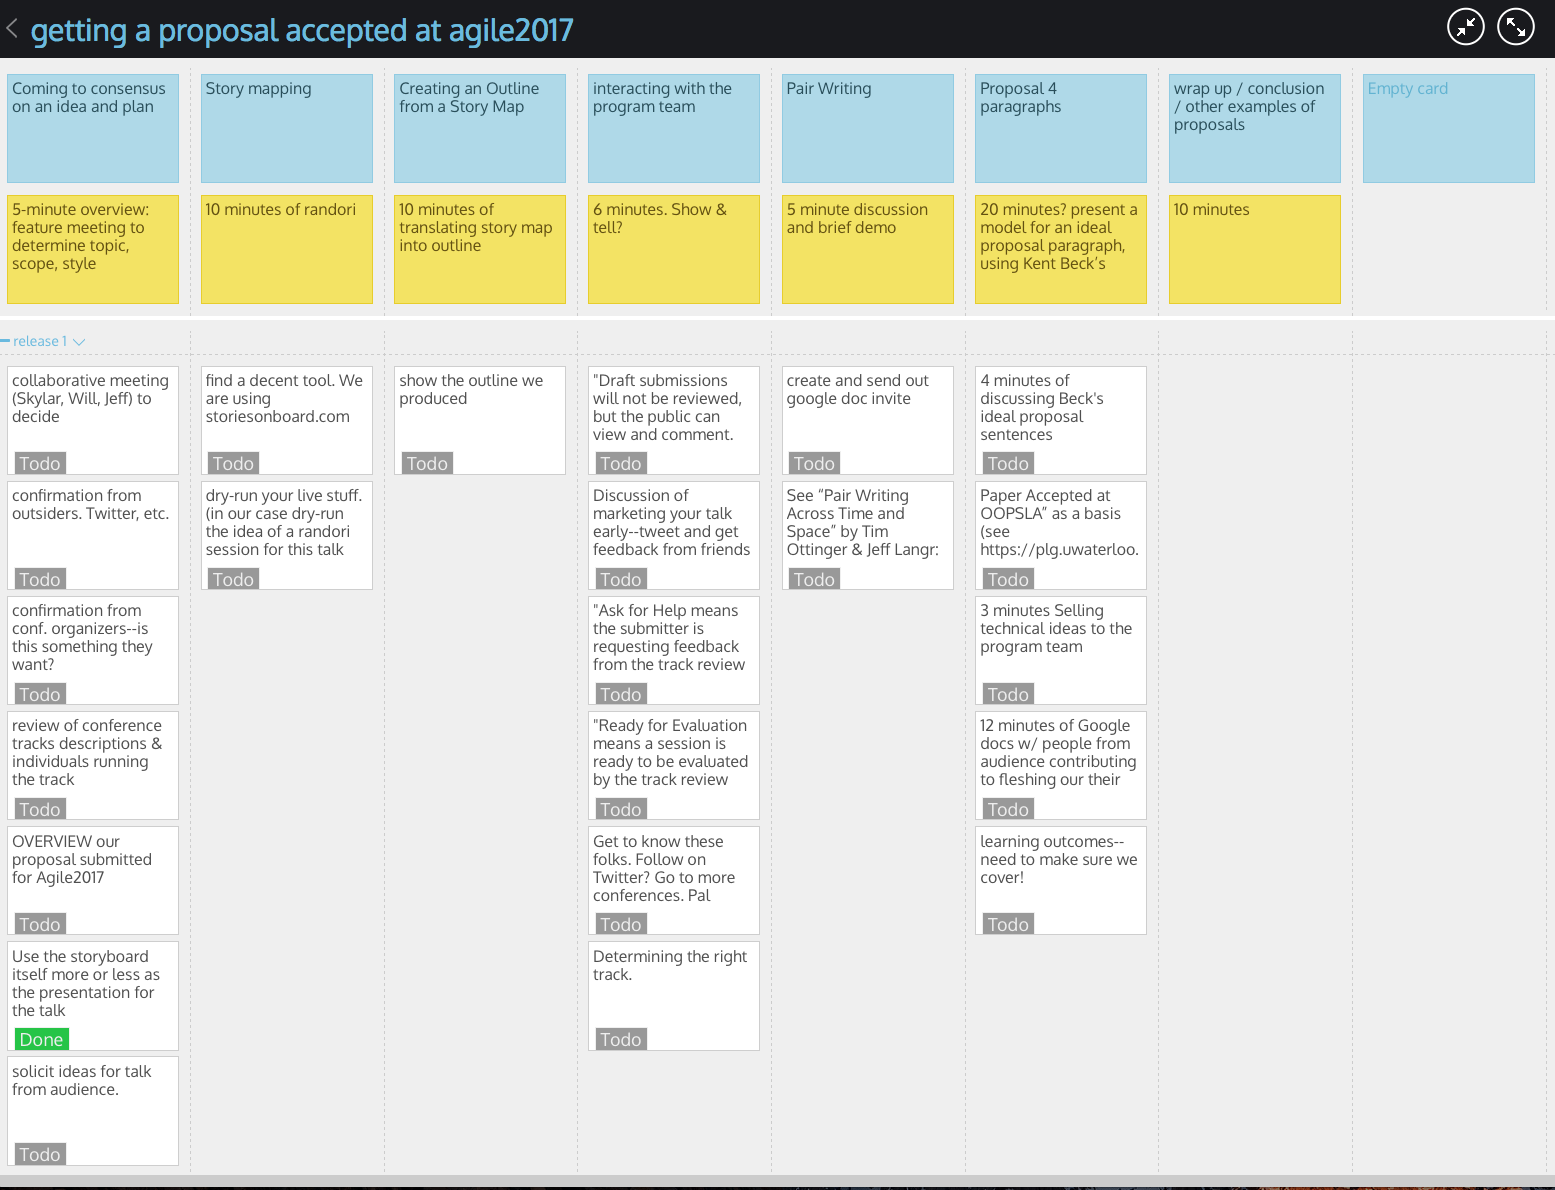 getting a proposal accepted at agile2017
Coming to consensus
on an idea and plan
Story mapping
Creating an Outline
from a Story Map
interacting with the
program team
Pair Writing
Proposal 4
paragraphs
wrap up / conclusion
/ other examples of
proposals
Empty card
5-minute overview:
feature meeting to
determine topic,
scope, style
10 minutes of randori
10 minutes of
translating story map
into outline
6 minutes. Show &
tell?
5 minute discussion
and brief demo
20 minutes? present a
model for an ideal
proposal paragraph,
using Kent Beck’s
10 minutes
release 1
collaborative meeting
(Skylar, Will, Jeff) to
decide
Todo
confirmation from
outsiders. Twitter, etc.
Todo
confirmation from
conf. organizers--is
this something they
want?
Todo
review of conference
tracks descriptions &
individuals running
the track
Todo
OVERVIEW our
proposal submitted
for Agile2017
Todo
Use the storyboard
itself more or less as
the presentation for
the talk
Done
solicit ideas for talk
from audience.
Todo
find a decent tool. We
are using
storiesonboard.com
Todo
dry-run your live stuff.
(in our case dry-run
the idea of a randori
session for this talk
Todo
show the outline we
produced
Todo
"Draft submissions
will not be reviewed,
but the public can
view and comment.
Todo
Discussion of
marketing your talk
early--tweet and get
feedback from friends
Todo
"Ask for Help means
the submitter is
requesting feedback
from the track review
Todo
"Ready for Evaluation
means a session is
ready to be evaluated
by the track review
Todo
Get to know these
folks. Follow on
Twitter? Go to more
conferences. Pal
Todo
Determining the right
track.
Todo
create and send out
google doc invite
Todo
See “Pair Writing
Across Time and
Space” by Tim
Ottinger & Jeff Langr:
Todo
4 minutes of
discussing Beck's
ideal proposal
sentences
Todo
Paper Accepted at
OOPSLA” as a basis
(see
https://plg.uwaterloo.
Todo
3 minutes Selling
technical ideas to the
program team
Todo
12 minutes of Google
docs w/ people from
audience contributing
to fleshing our their
Todo
learning outcomes--
need to make sure we
cover!
Todo